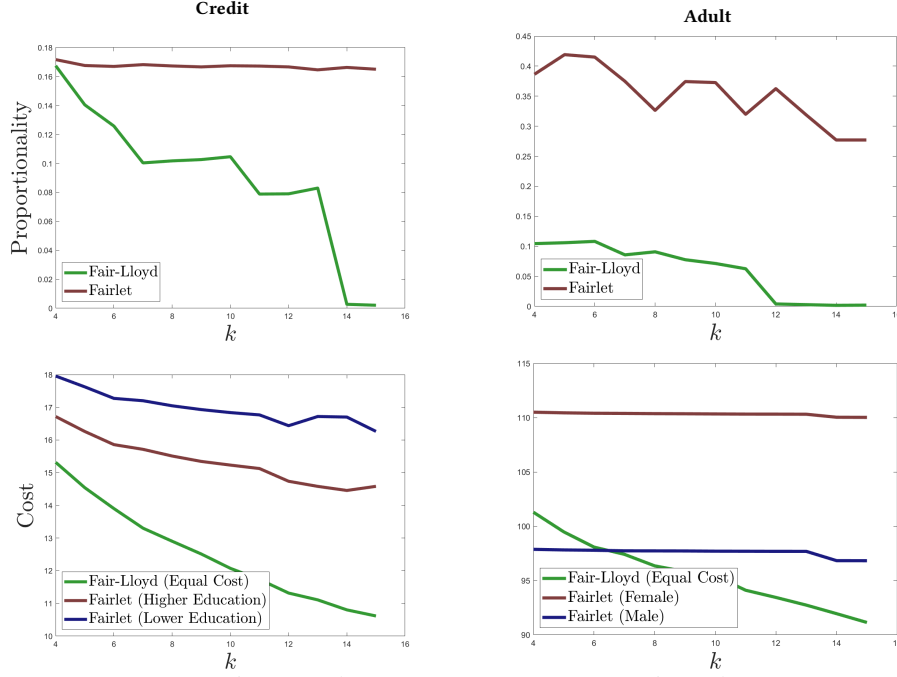 Credit
Adult
Proportionality
0.18
0.16
0.14
0.12
0.1
0.08
0.06
0.04
0.02
0
Fair-Lloyd
Fairlet
4 6 8 10 12 14 16
k
0.45
0.4
0.35
0.3
0.25
0.2
0.15
0.1
0.05
0
Fair-Lloyd
Fairlet
4 6 8 10 12 14 16
k
Cost
18
17
16
15
14
13
12
11
10
Fair-Lloyd (Equal Cost)
Fairlet (Higher Education)
Fairlet (Lower Education)
4 6 8 10 12 14 16
k
115
110
105
100
95
90
Fair-Lloyd (Equal Cost)
Fairlet (Female)
Fairlet (Male)
4 6 8 10 12 14 16
k